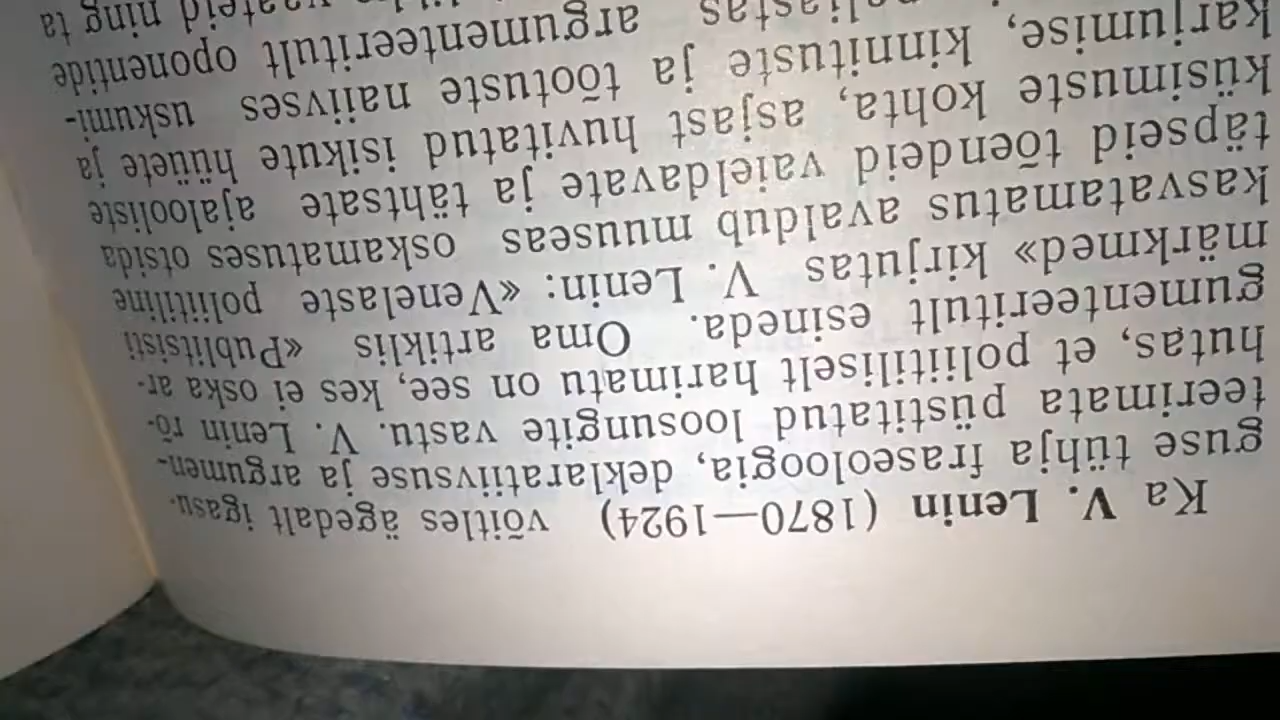 Ka V. Lenin (1870—1924) võitles ägedalt igasu-
guse tühja fraseoloogia, deklaratiivsuse ja argumen-
teerimata püstitatud loosungite vastu. V. Lenin rõ-
hutas, et poliitiliselt harimatu on see, kes ei oska ar-
gumenteeritult esineda. Oma artiklis «Publitsisti
märkmed» kirjutas V. Lenin: «Venelaste poliitiline
kasvatamatus avaldub muuseas oskamatuses otsida
täpseid tõendeid vaieldavate ja tähtsate ajalooliste
küsimuste kohta, asjast huvitatud isikute hüüete ja
karjumise, kinnituste ja tõotuste naiivses uskumi-
argumenteeritult oponentide
ning ta